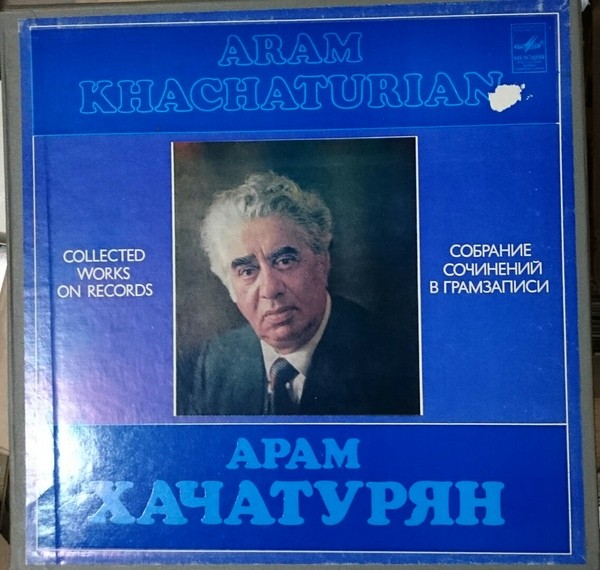 ARAM
KHACHATURIAN
COLLECTED
WORKS
ON RECORDS
СОБРАНИЕ
СОЧИНЕНИЙ
В ГРАМЗАПИСИ
АРАМ
ХАЧАТУРЯН